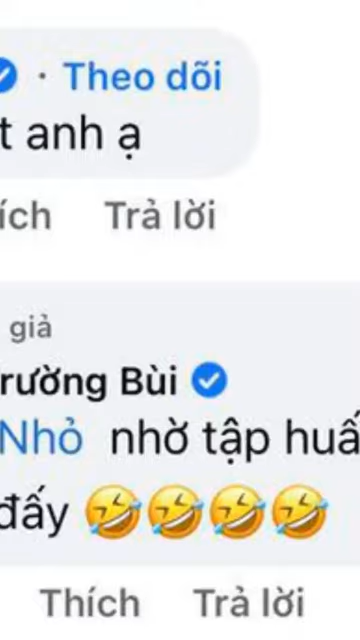 · Theo dõi
t anh ạ
ích Trả lời
giả
rường Bùi
Nhỏ nhờ tập huấ
đấy 🤣🤣🤣🤣
Thích Trả lời